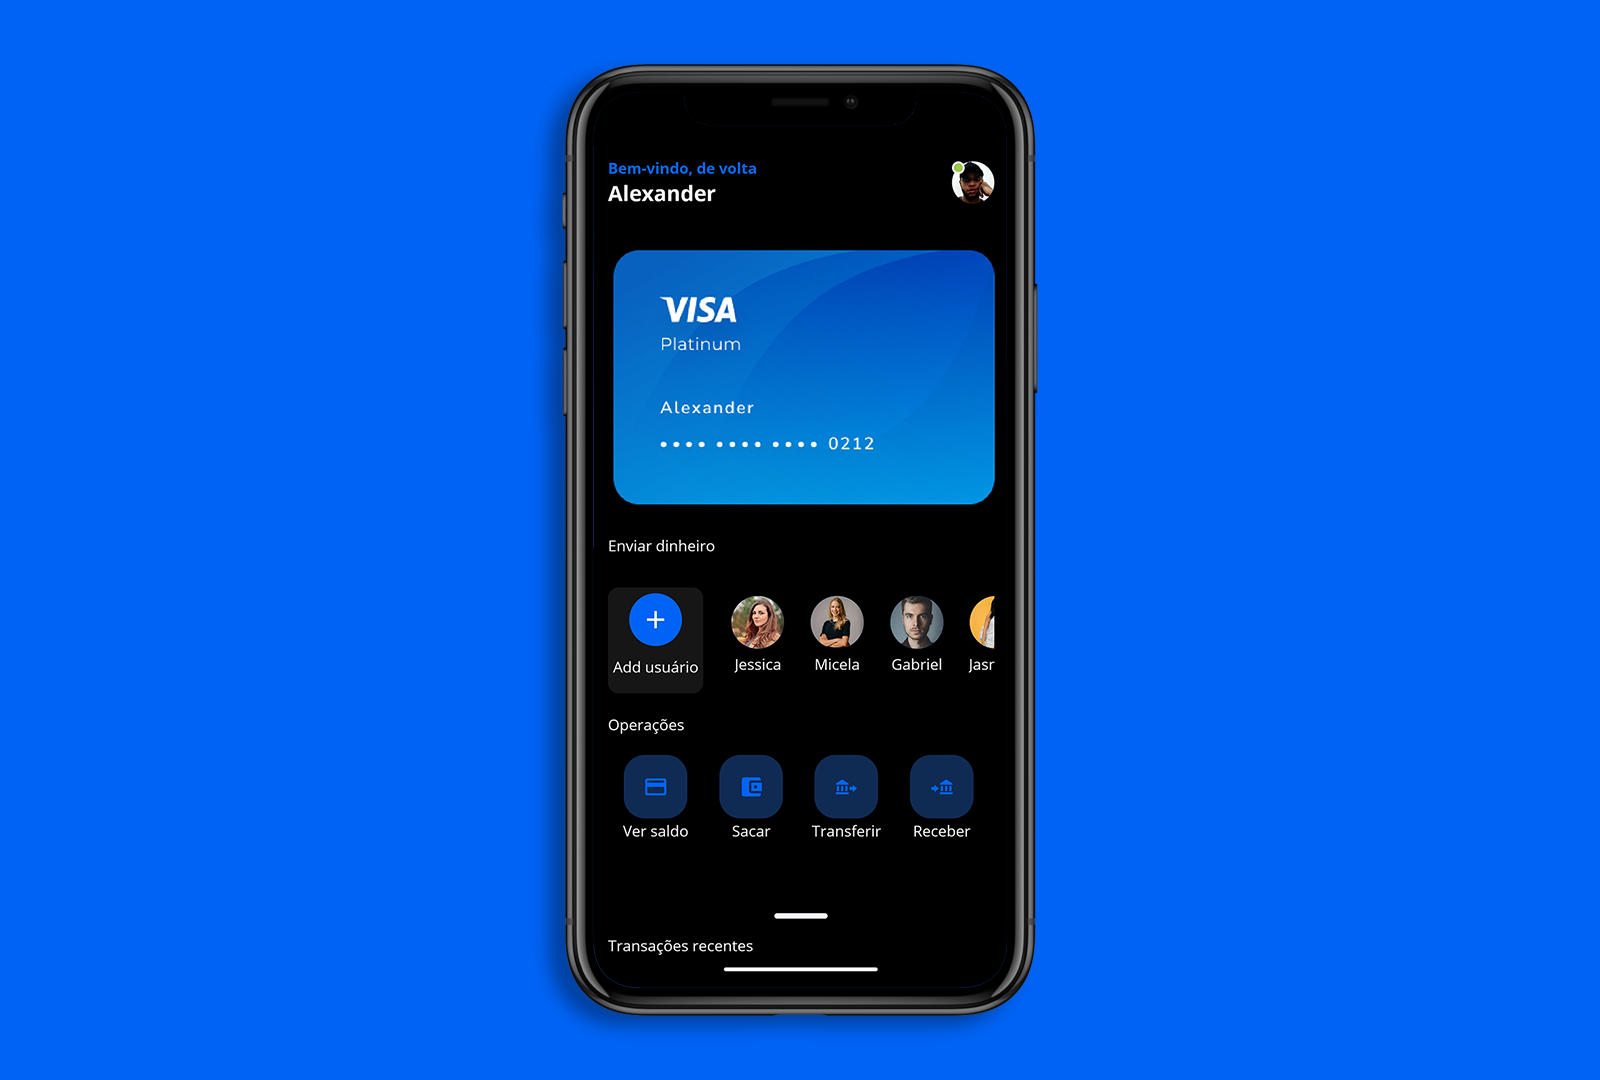 Bem-vindo, de volta
Alexander
VISA
Platinum
Alexander
•••• •••• •••• 0212
Enviar dinheiro
Add usuário
Jessica
Micela
Gabriel
Jasr
Operações
Ver saldo
Sacar
Transferir
Receber
Transações recentes